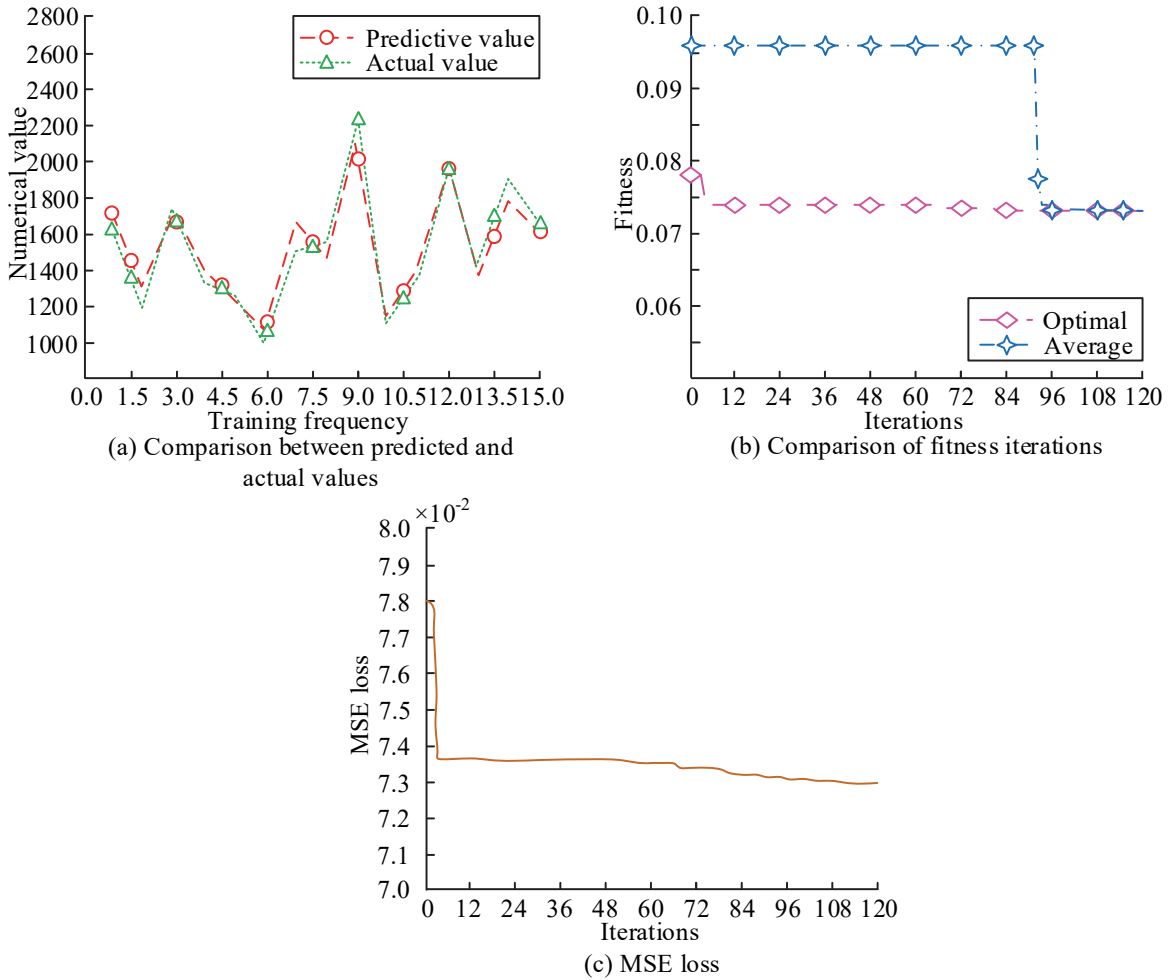 2800
2600
2400
2200
2000
1800
1600
1400
1200
1000
Numerical value
Predictive value
Actual value
0.0 1.5 3.0 4.5 6.0 7.5 9.0 10.5 12.0 13.5 15.0
Training frequency
(a) Comparison between predicted and
actual values
0.10
0.09
0.08
0.07
0.06
Fitness
Optimal
Average
0 12 24 36 48 60 72 84 96 108 120
Iterations
(b) Comparison of fitness iterations
×10-2
8.0
7.9
7.8
7.7
7.6
7.5
7.4
7.3
7.2
7.1
7.0
MSE loss
0 12 24 36 48 60 72 84 96 108 120
Iterations
(c) MSE loss